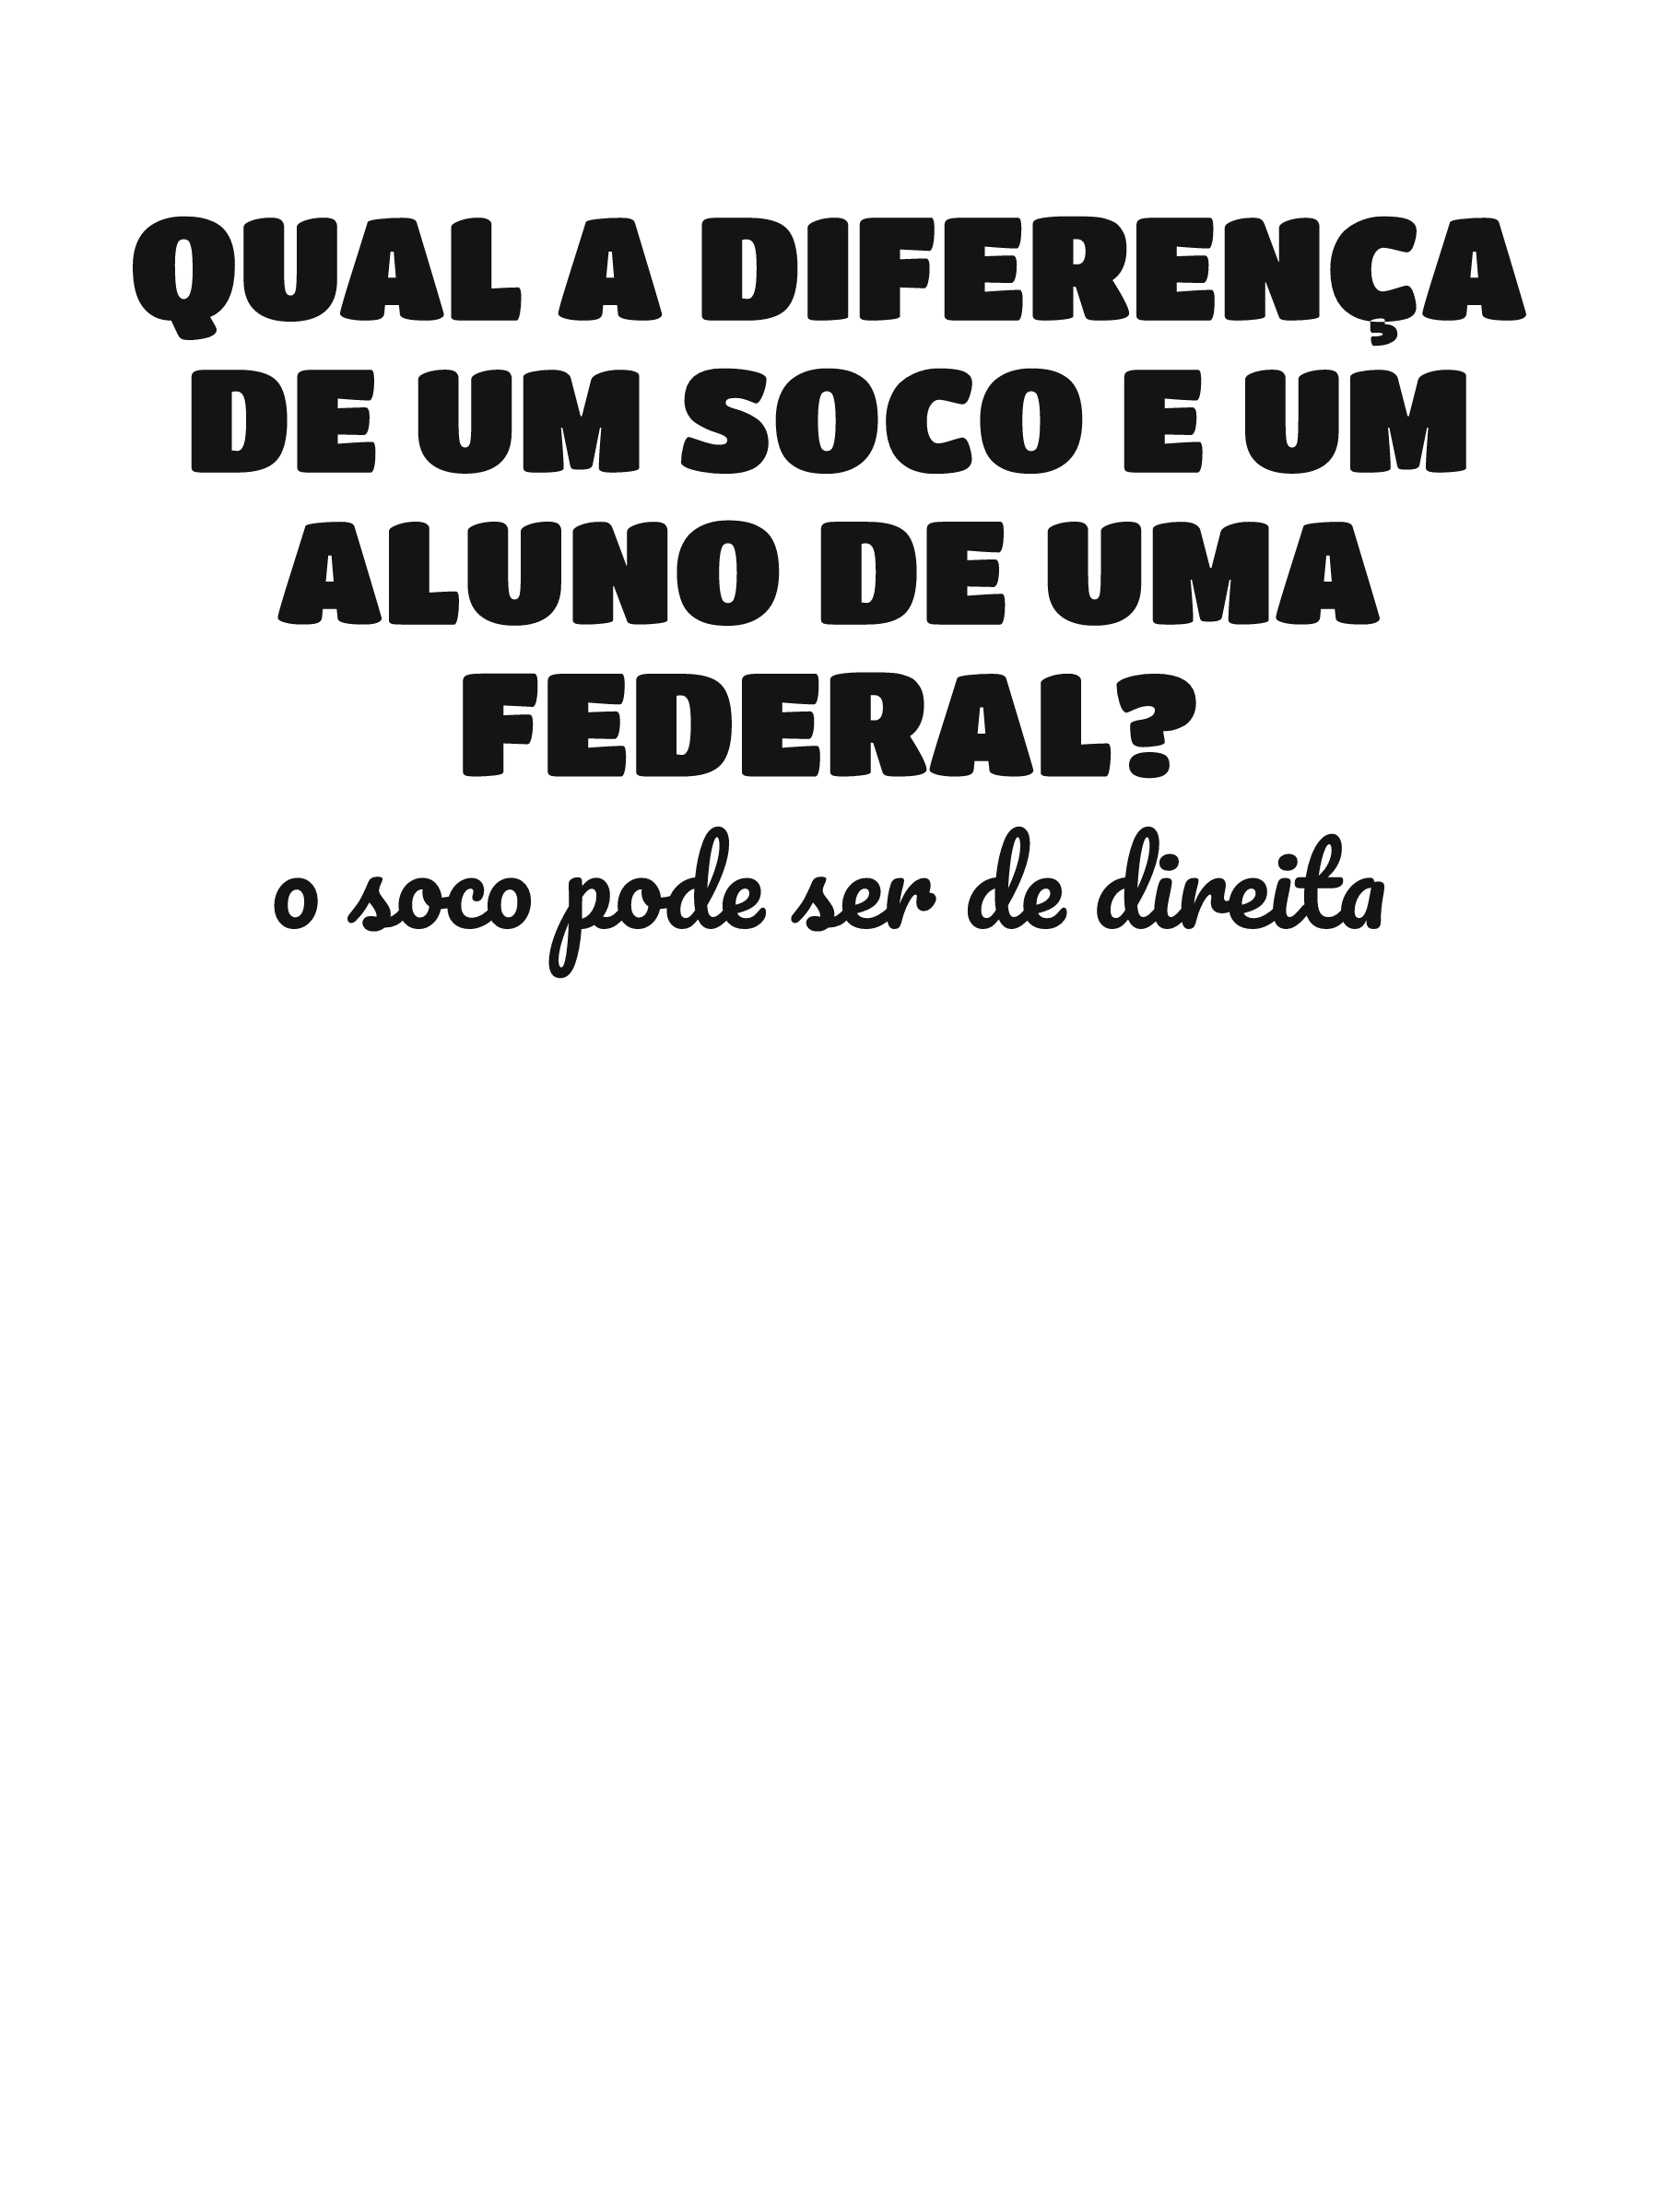 QUAL A DIFERENÇA
DE UM SOCO E UM
ALUNO DE UMA
FEDERAL?
o soco pode ser de direita